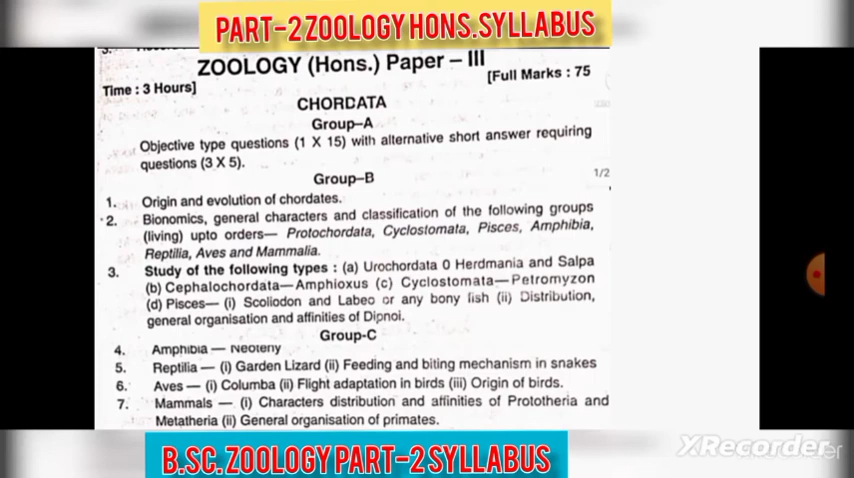 PART-2 ZOOLOGY HONS.SYLLABUS
ZOOLOGY (Hons.) Paper – III
Time : 3 Hours] [Full Marks : 75
CHORDATA
Group–A
Objective type questions (1 X 15) with alternative short answer requiring
questions (3 X 5).
Group–B
1/2
1. Origin and evolution of chordates.
2. Bionomics, general characters and classification of the following groups
(living) upto orders— Protochordata, Cyclostomata, Pisces, Amphibia,
Reptilia, Aves and Mammalia.
3. Study of the following types : (a) Urochordata 0 Herdmania and Salpa
(b) Cephalochordata—Amphioxus (c) Cyclostomata—Petromyzon
(d) Pisces— (i) Scoliodon and Labeo or any bony fish (ii) Distribution,
general organisation and affinities of Dipnoi.
Group-C
4. Amphibia — Neoteny
5. Reptilia — (i) Garden Lizard (ii) Feeding and biting mechanism in snakes
6. Aves — (i) Columba (ii) Flight adaptation in birds (iii) Origin of birds.
7. Mammals — (i) Characters distribution and affinities of Prototheria and
Metatheria (ii) General organisation of primates.
B.SC. ZOOLOGY PART-2 SYLLABUS
XRecorder